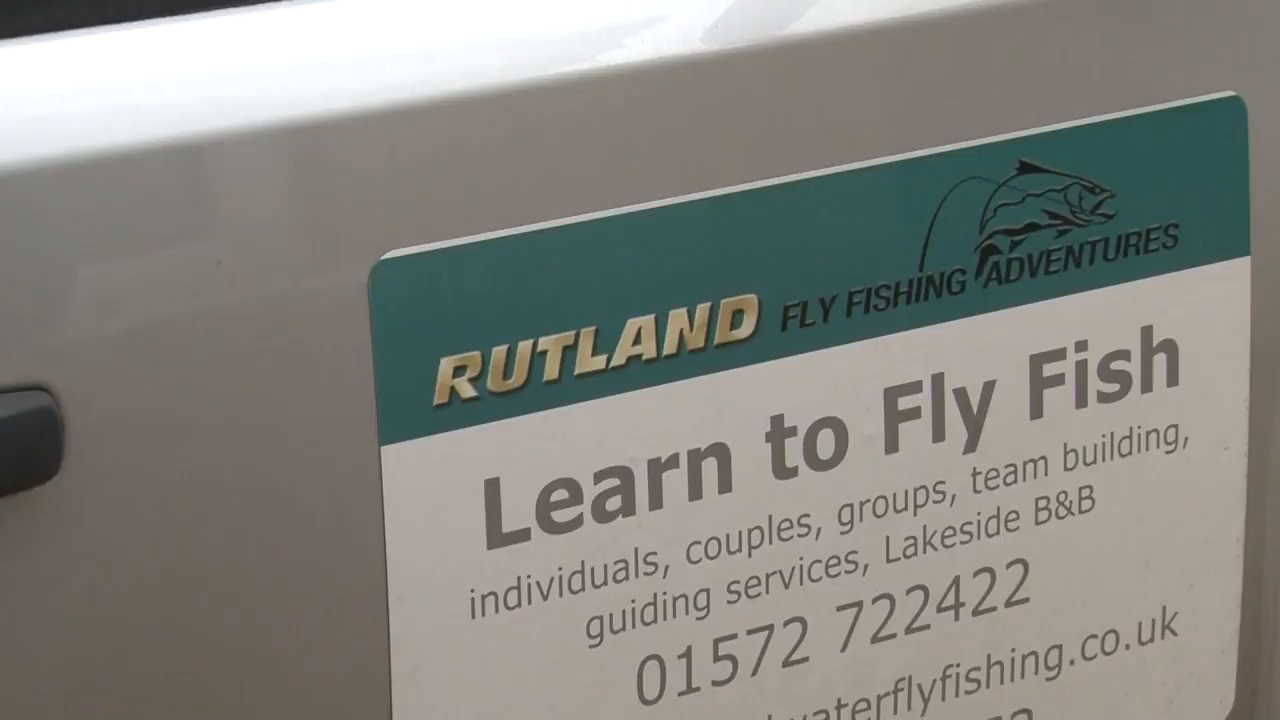 RUTLAND FLY FISHING ADVENTURES
Learn to Fly Fish
individuals, couples, groups, team building,
guiding services, Lakeside B&B
01572 722422
waterflyfishing.co.uk